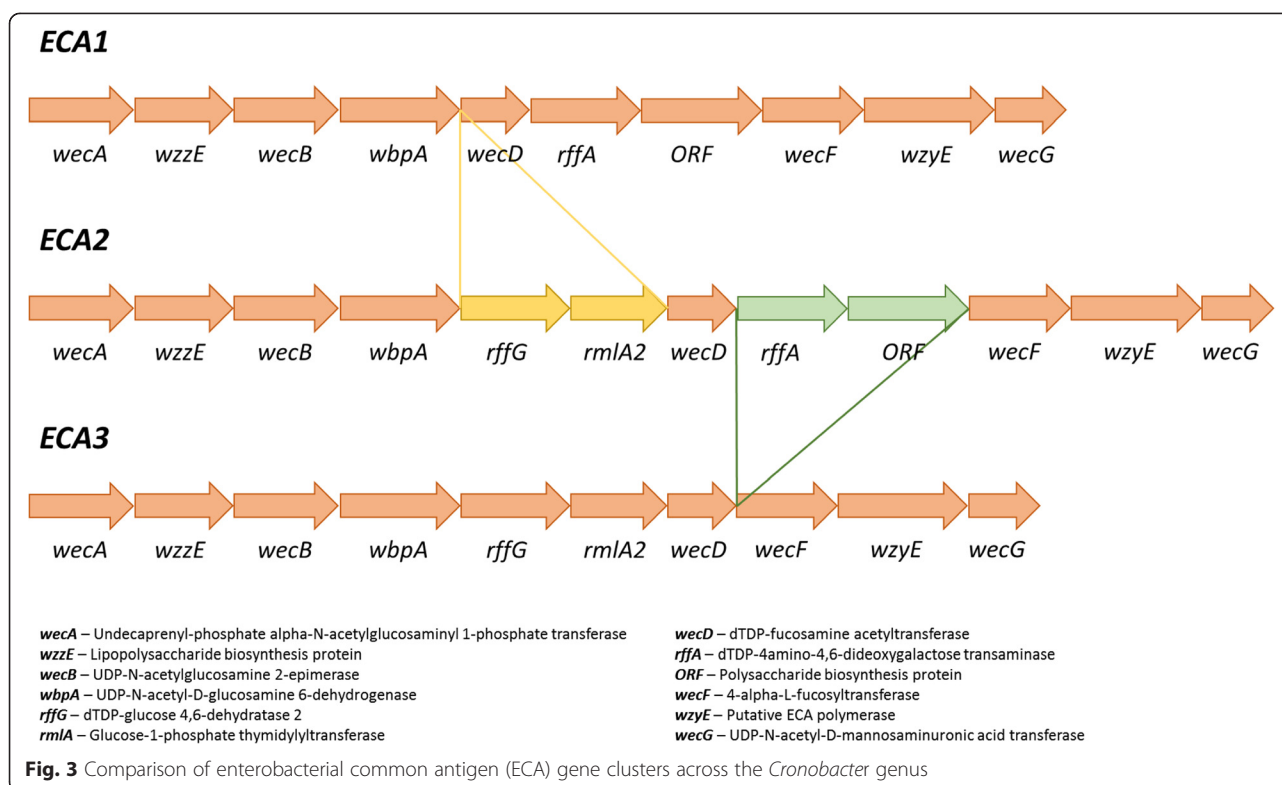 ECA1
wecA wzzE wecB wbpA wecD rffA ORF wecF wzyE wecG
ECA2
wecA wzzE wecB wbpA rffG rmlA2 wecD rffA ORF wecF wzyE wecG
ECA3
wecA wzzE wecB wbpA rffG rmlA2 wecD wecF wzyE wecG
wecA – Undecaprenyl-phosphate alpha-N-acetylglucosaminyl 1-phosphate transferase
wzzE – Lipopolysaccharide biosynthesis protein
wecB – UDP-N-acetylglucosamine 2-epimerase
wbpA – UDP-N-acetyl-D-glucosamine 6-dehydrogenase
rffG – dTDP-glucose 4,6-dehydratase 2
rmlA – Glucose-1-phosphate thymidylyltransferase
wecD – dTDP-fucosamine acetyltransferase
rffA – dTDP-4amino-4,6-dideoxygalactose transaminase
ORF – Polysaccharide biosynthesis protein
wecF – 4-alpha-L-fucosyltransferase
wzyE – Putative ECA polymerase
wecG – UDP-N-acetyl-D-mannosaminuronic acid transferase
Fig. 3 Comparison of enterobacterial common antigen (ECA) gene clusters across the Cronobacter genus